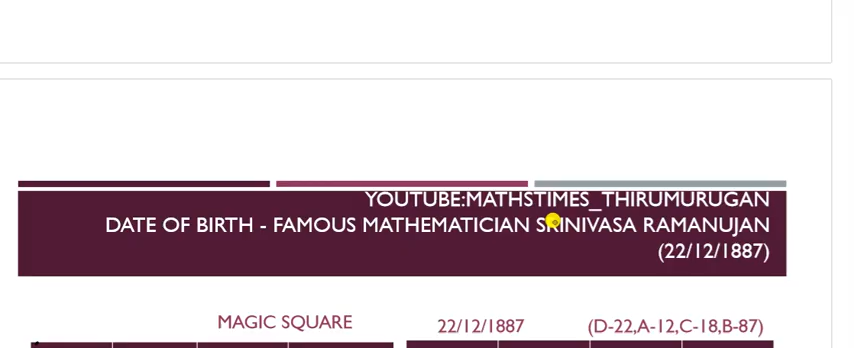 YOUTUBE:MATHSTIMES_THIRUMURUGAN
DATE OF BIRTH - FAMOUS MATHEMATICIAN SRINIVASA RAMANUJAN
(22/12/1887)
MAGIC SQUARE
22/12/1887 (D-22,A-12,C-18,B-87)